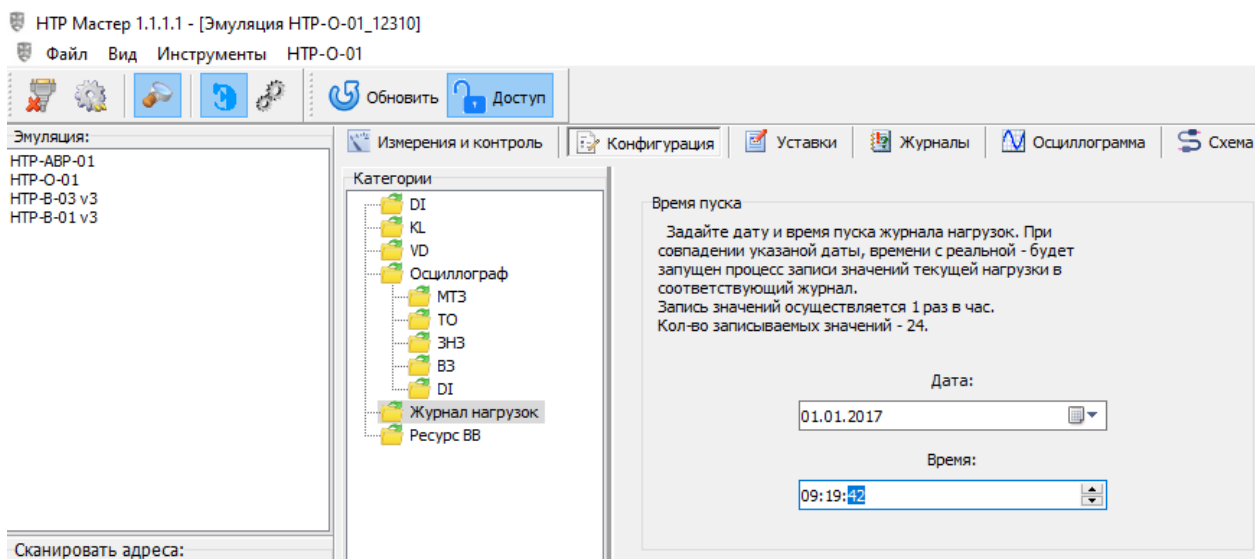 НТР Мастер 1.1.1.1 - [Эмуляция НТР-О-01_12310]
Файл Вид Инструменты НТР-О-01
Обновить Доступ
Эмуляция:
НТР-АВР-01
НТР-О-01
НТР-В-03 v3
НТР-В-01 v3
Сканировать адреса:
Измерения и контроль Конфигурация Уставки Журналы Осциллограмма Схема
Категории
DI
KL
VD
Осциллограф
МТЗ
ТО
ЗНЗ
ВЗ
DI
Журнал нагрузок
Ресурс ВВ
Время пуска
Задайте дату и время пуска журнала нагрузок. При
совпадении указаной даты, времени с реальной - будет
запущен процесс записи значений текущей нагрузки в
соответствующий журнал.
Запись значений осуществляется 1 раз в час.
Кол-во записываемых значений - 24.
Дата:
01.01.2017
Время:
09:19:42